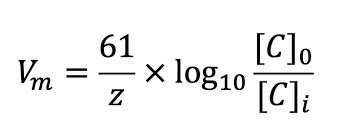 V_m = 61/z × log_10 [C]_0/[C]_i